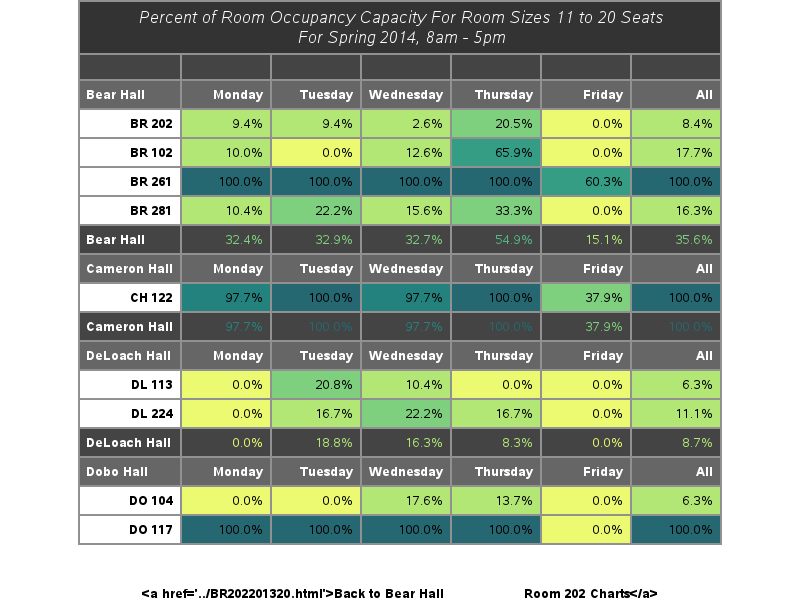 Percent of Room Occupancy Capacity For Room Sizes 11 to 20 Seats
For Spring 2014, 8am - 5pm
Bear Hall Monday Tuesday Wednesday Thursday Friday All
BR 202 9.4% 9.4% 2.6% 20.5% 0.0% 8.4%
BR 102 10.0% 0.0% 12.6% 65.9% 0.0% 17.7%
BR 261 100.0% 100.0% 100.0% 100.0% 60.3% 100.0%
BR 281 10.4% 22.2% 15.6% 33.3% 0.0% 16.3%
Bear Hall 32.4% 32.9% 32.7% 54.9% 15.1% 35.6%
Cameron Hall Monday Tuesday Wednesday Thursday Friday All
CH 122 97.7% 100.0% 97.7% 100.0% 37.9% 100.0%
Cameron Hall 97.7% 100.0% 97.7% 100.0% 37.9% 100.0%
DeLoach Hall Monday Tuesday Wednesday Thursday Friday All
DL 113 0.0% 20.8% 10.4% 0.0% 0.0% 6.3%
DL 224 0.0% 16.7% 22.2% 16.7% 0.0% 11.1%
DeLoach Hall 0.0% 18.8% 16.3% 8.3% 0.0% 8.7%
Dobo Hall Monday Tuesday Wednesday Thursday Friday All
DO 104 0.0% 0.0% 17.6% 13.7% 0.0% 6.3%
DO 117 100.0% 100.0% 100.0% 100.0% 0.0% 100.0%
<a href='../BR202201320.html'>Back to Bear Hall Room 202 Charts</a>